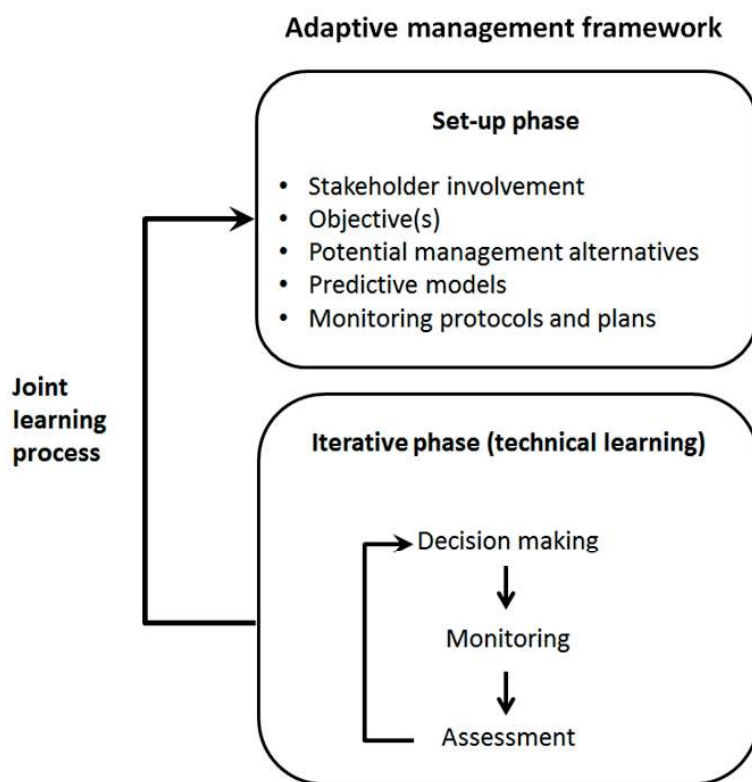 Adaptive management framework
Set-up phase
• Stakeholder involvement
• Objective(s)
• Potential management alternatives
• Predictive models
• Monitoring protocols and plans
Joint
learning
process
Iterative phase (technical learning)
Decision making
Monitoring
Assessment